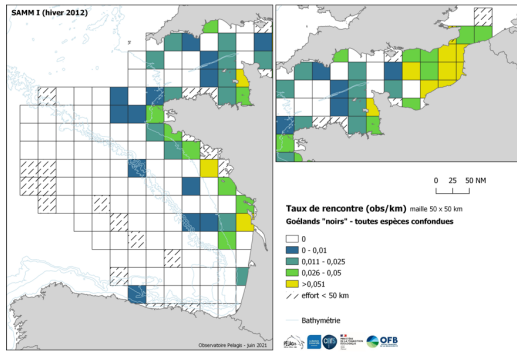 SAMM I (hiver 2012)
Observatoire Pelagis - juin 2021
0 25 50 NM
Taux de rencontre (obs/km) maille 50 x 50 km
Goélands "noirs" - toutes espèces confondues
0
0 - 0,01
0,011 - 0,025
0,026 - 0,05
>0,051
effort < 50 km
Bathymétrie
OFB